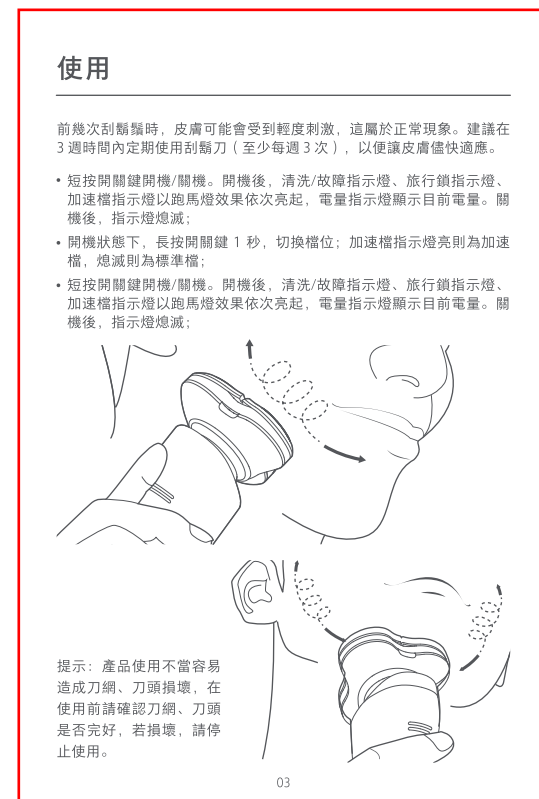 使用
前幾次刮鬍鬚時，皮膚可能會受到輕度刺激，這屬於正常現象。建議在
3 週時間內定期使用刮鬍刀（至少每週 3 次），以便讓皮膚儘快適應。
• 短按開關鍵開機/關機。開機後，清洗/故障指示燈、旅行鎖指示燈、
加速檔指示燈以跑馬燈效果依次亮起，電量指示燈顯示目前電量。關
機後，指示燈熄滅；
• 開機狀態下，長按開關鍵 1 秒，切換檔位；加速檔指示燈亮則為加速
檔，熄滅則為標準檔；
• 短按開關鍵開機/關機。開機後，清洗/故障指示燈、旅行鎖指示燈、
加速檔指示燈以跑馬燈效果依次亮起，電量指示燈顯示目前電量。關
機後，指示燈熄滅；
提示：產品使用不當容易
造成刀網、刀頭損壞，在
使用前請確認刀網、刀頭
是否完好，若損壞，請停
止使用。
03